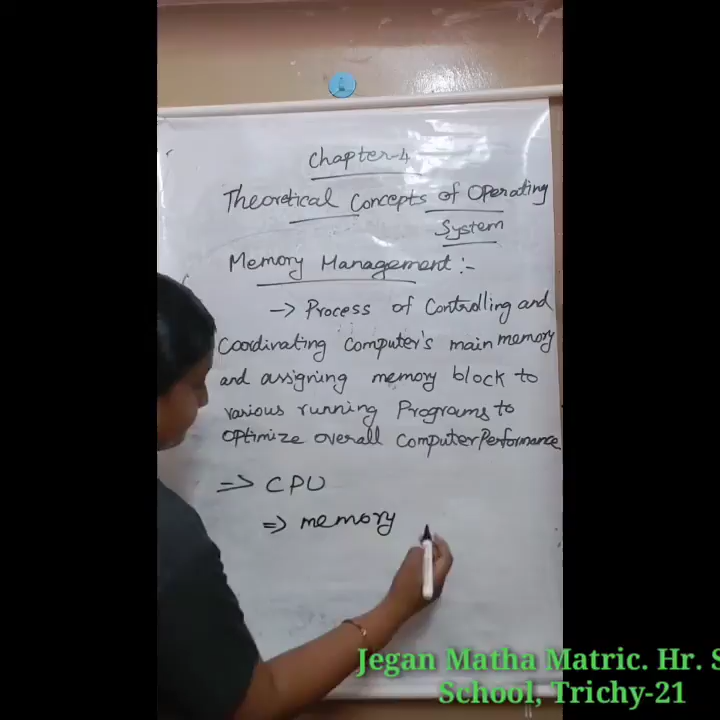 Chapter-4
Theoretical Concepts of Operating
System
Memory Management :-
-> Process of Controlling and
Coordinating Computer's main memory
and assigning memory block to
various running Programs to
optimize overall Computer Performance
=> CPU
=> memory
Jegan Matha Matric. Hr. S
School, Trichy-21